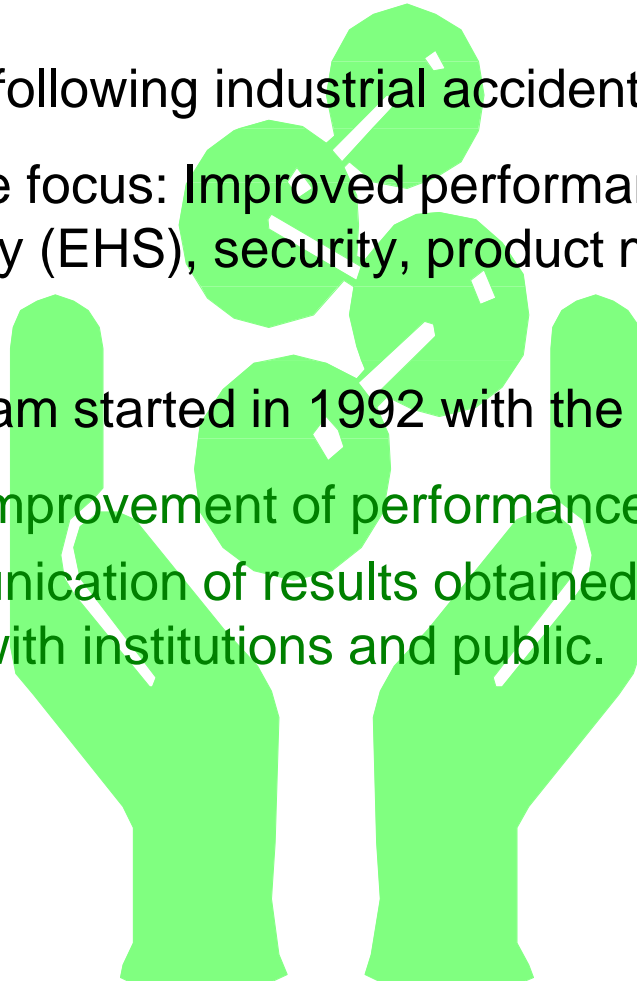 following industrial accident
e focus: Improved performa
y (EHS), security, product
am started in 1992 with the
mprovement of performance
nication of results obtained
with institutions and public.